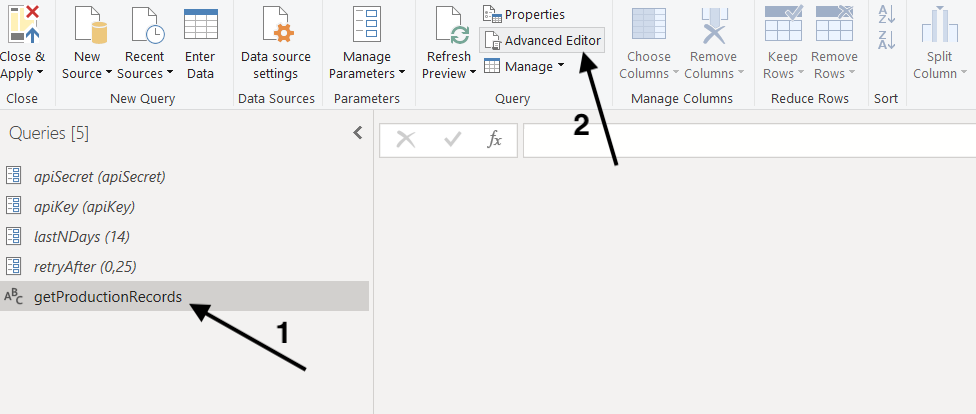 Close & Apply
New Source
Recent Sources
Enter Data
Data source settings
Manage Parameters
Refresh Preview
Properties
Advanced Editor
Manage
Choose Columns
Remove Columns
Keep Rows
Remove Rows
A
Z
Z
A
Split Column
Close
New Query
Data Sources
Parameters
Query
Manage Columns
Reduce Rows
Sort
2
Queries [5]
fx
apiSecret (apiSecret)
apiKey (apiKey)
lastNDays (14)
retryAfter (0,25)
ABC getProductionRecords
1